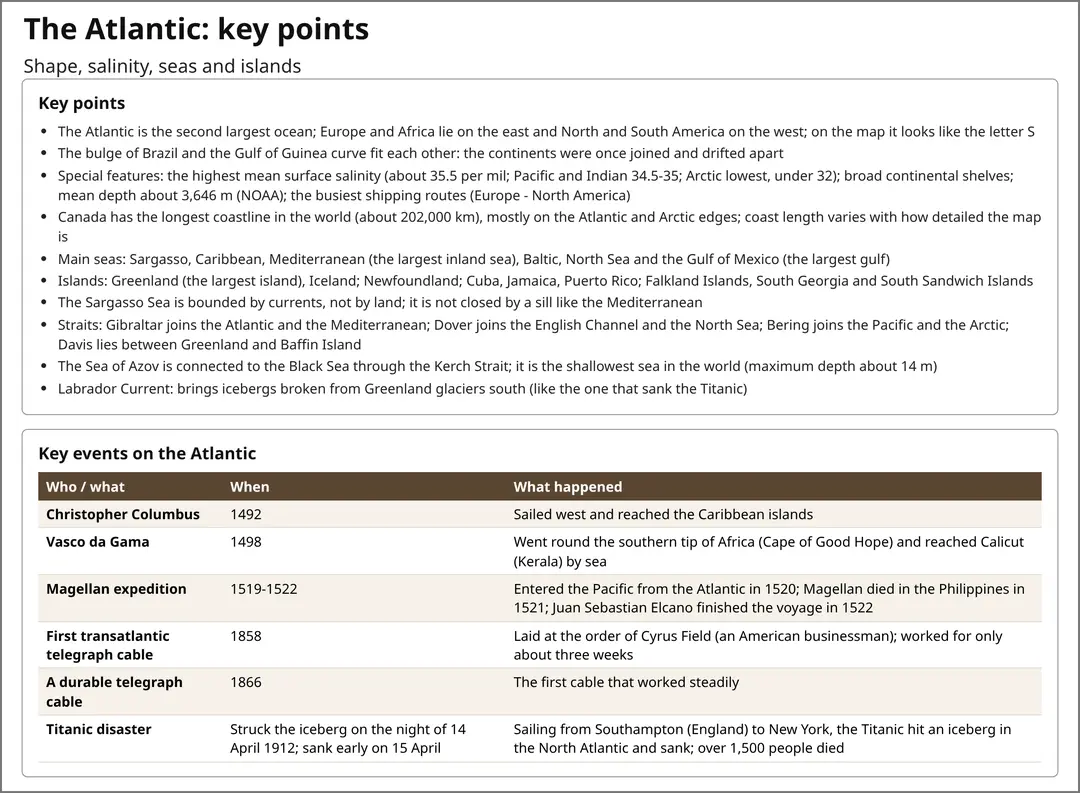 The Atlantic: key points
Shape, salinity, seas and islands
Key points
• The Atlantic is the second largest ocean; Europe and Africa lie on the east and North and South America on the west; on the map it looks like the letter S
• The bulge of Brazil and the Gulf of Guinea curve fit each other: the continents were once joined and drifted apart
• Special features: the highest mean surface salinity (about 35.5 per mil; Pacific and Indian 34.5-35; Arctic lowest, under 32); broad continental shelves;
mean depth about 3,646 m (NOAA); the busiest shipping routes (Europe - North America)
• Canada has the longest coastline in the world (about 202,000 km), mostly on the Atlantic and Arctic edges; coast length varies with how detailed the map
is
• Main seas: Sargasso, Caribbean, Mediterranean (the largest inland sea), Baltic, North Sea and the Gulf of Mexico (the largest gulf)
• Islands: Greenland (the largest island), Iceland; Newfoundland; Cuba, Jamaica, Puerto Rico; Falkland Islands, South Georgia and South Sandwich Islands
• The Sargasso Sea is bounded by currents, not by land; it is not closed by a sill like the Mediterranean
• Straits: Gibraltar joins the Atlantic and the Mediterranean; Dover joins the English Channel and the North Sea; Bering joins the Pacific and the Arctic;
Davis lies between Greenland and Baffin Island
• The Sea of Azov is connected to the Black Sea through the Kerch Strait; it is the shallowest sea in the world (maximum depth about 14 m)
• Labrador Current: brings icebergs broken from Greenland glaciers south (like the one that sank the Titanic)
Key events on the Atlantic
Who / what When What happened
Christopher Columbus 1492 Sailed west and reached the Caribbean islands
Vasco da Gama 1498 Went round the southern tip of Africa (Cape of Good Hope) and reached Calicut
(Kerala) by sea
Magellan expedition 1519-1522 Entered the Pacific from the Atlantic in 1520; Magellan died in the Philippines in
1521; Juan Sebastian Elcano finished the voyage in 1522
First transatlantic 1858 Laid at the order of Cyrus Field (an American businessman); worked for only
telegraph cable about three weeks
A durable telegraph 1866 The first cable that worked steadily
cable
Titanic disaster Struck the iceberg on the night of 14 Sailing from Southampton (England) to New York, the Titanic hit an iceberg in
April 1912; sank early on 15 April the North Atlantic and sank; over 1,500 people died